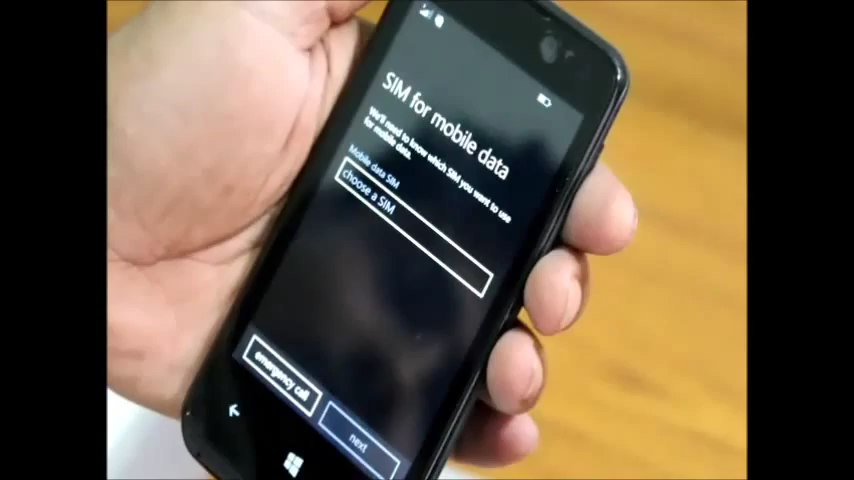 SIM for mobile data
We'll need to know which SIM you want to use
for mobile data.
Mobile data SIM
choose a SIM
emergency call
next